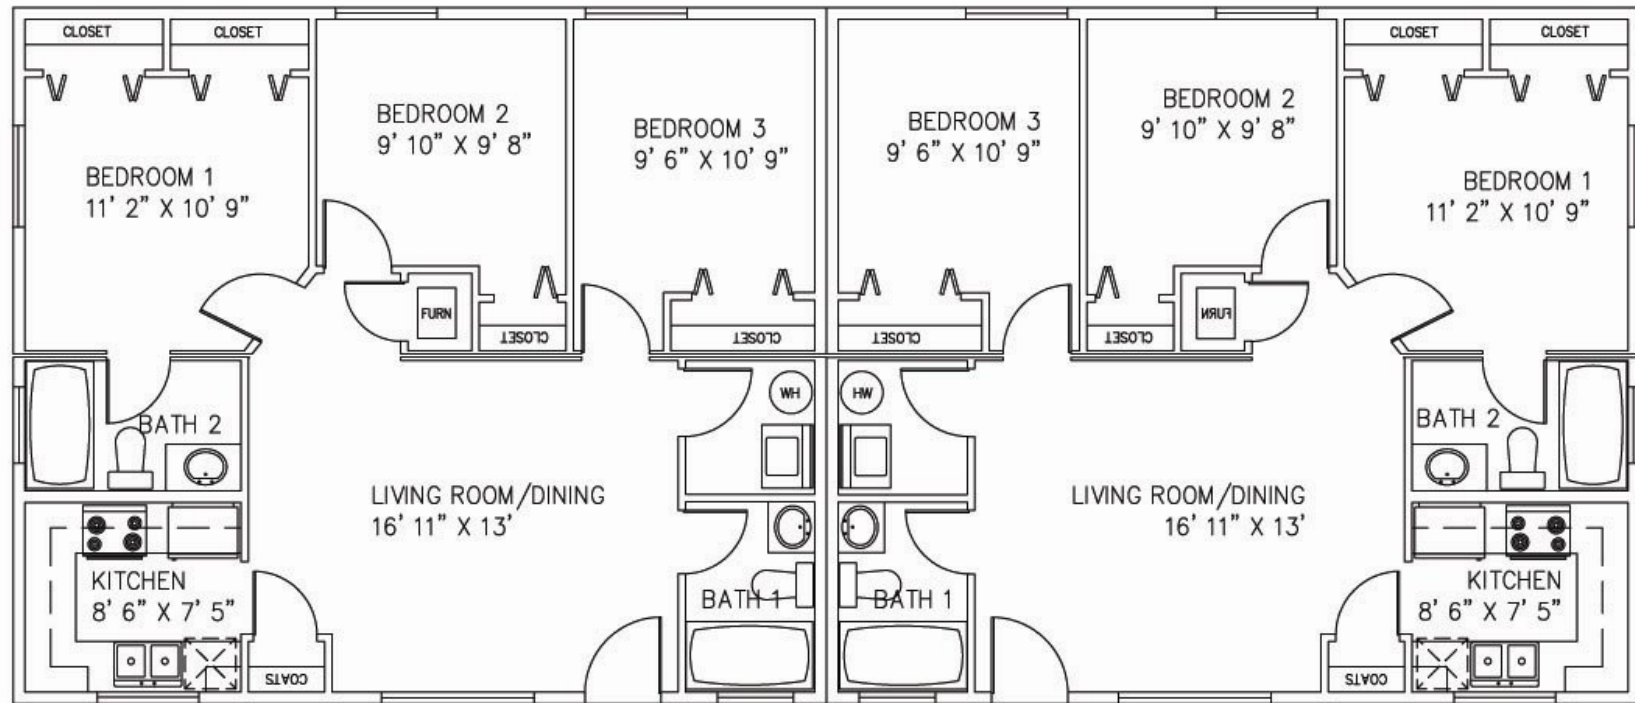 CLOSET
CLOSET
CLOSET
CLOSET
BEDROOM 2
9' 10" X 9' 8"
BEDROOM 3
9' 6" X 10' 9"
BEDROOM 3
9' 6" X 10' 9"
BEDROOM 2
9' 10" X 9' 8"
BEDROOM 1
11' 2" X 10' 9"
BEDROOM 1
11' 2" X 10' 9"
FURN
FURN
CLOSET
CLOSET
CLOSET
CLOSET
WH
HW
BATH 2
BATH 2
LIVING ROOM/DINING
16' 11" X 13'
LIVING ROOM/DINING
16' 11" X 13'
KITCHEN
8' 6" X 7' 5"
BATH 1
BATH 1
KITCHEN
8' 6" X 7' 5"
COATS
COATS